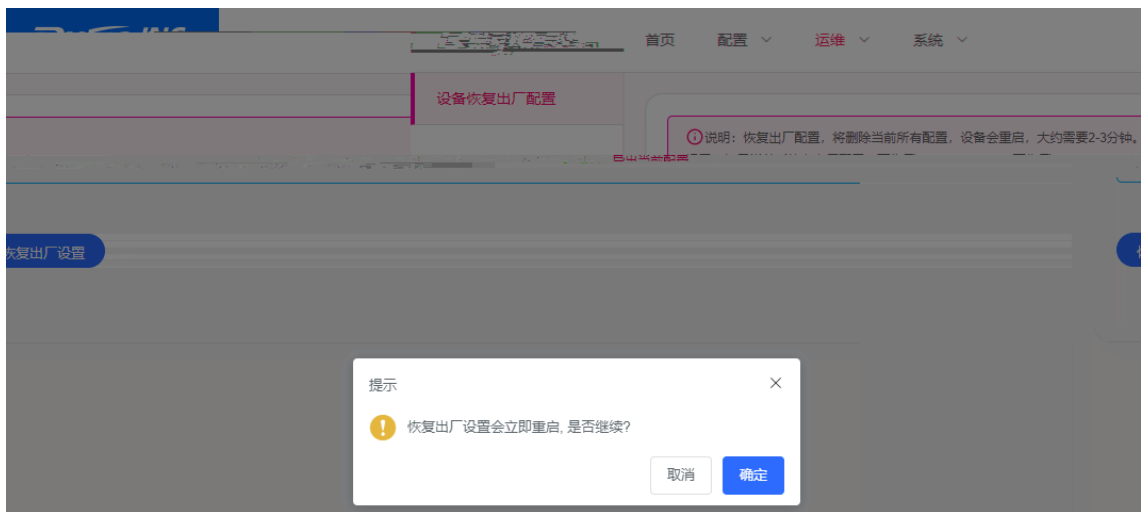 首页 配置 运维 系统
设备恢复出厂配置
说明：恢复出厂配置，将删除当前所有配置，设备会重启，大约需要2-3分钟。
恢复出厂设置
提示
恢复出厂设置会立即重启, 是否继续?
取消 确定